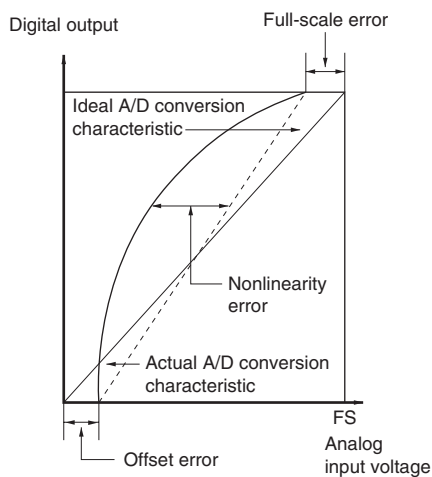 Full-scale error
Digital output
Ideal A/D conversion
characteristic
Nonlinearity
error
Actual A/D conversion
characteristic
FS
Offset error
Analog
input voltage